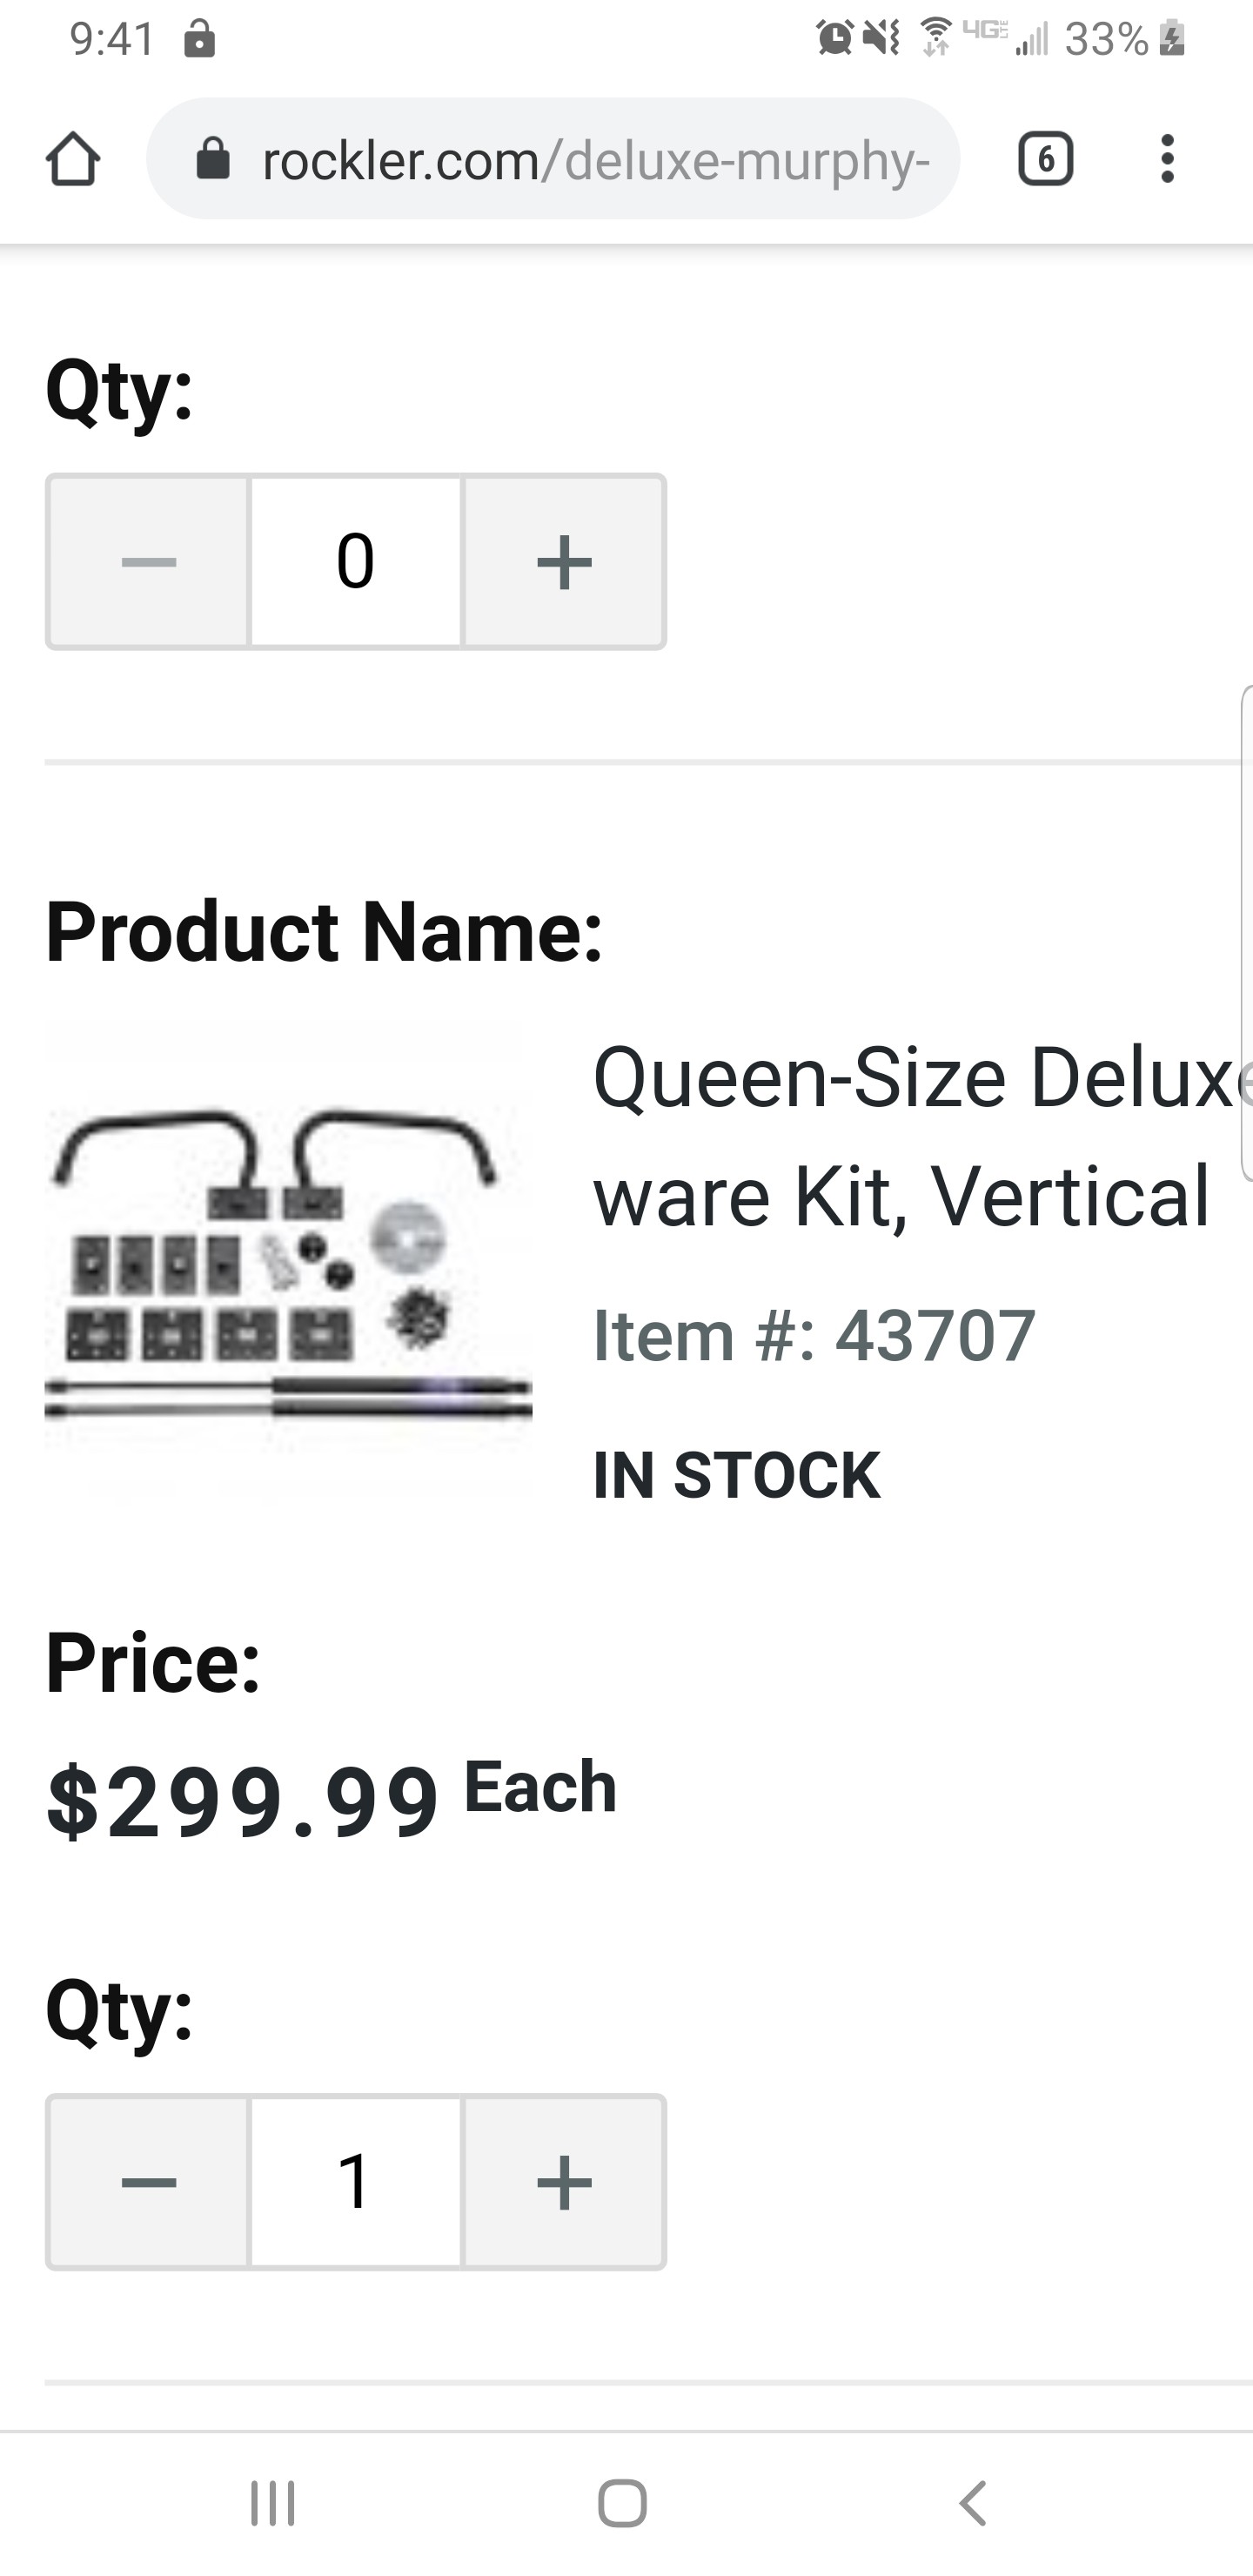 9:41 4GE 33%
rockler.com/deluxe-murphy- 6
Qty:
− 0 +
Product Name:
Queen-Size Deluxe
ware Kit, Vertical
Item #: 43707
IN STOCK
Price:
$299.99 Each
Qty:
− 1 +